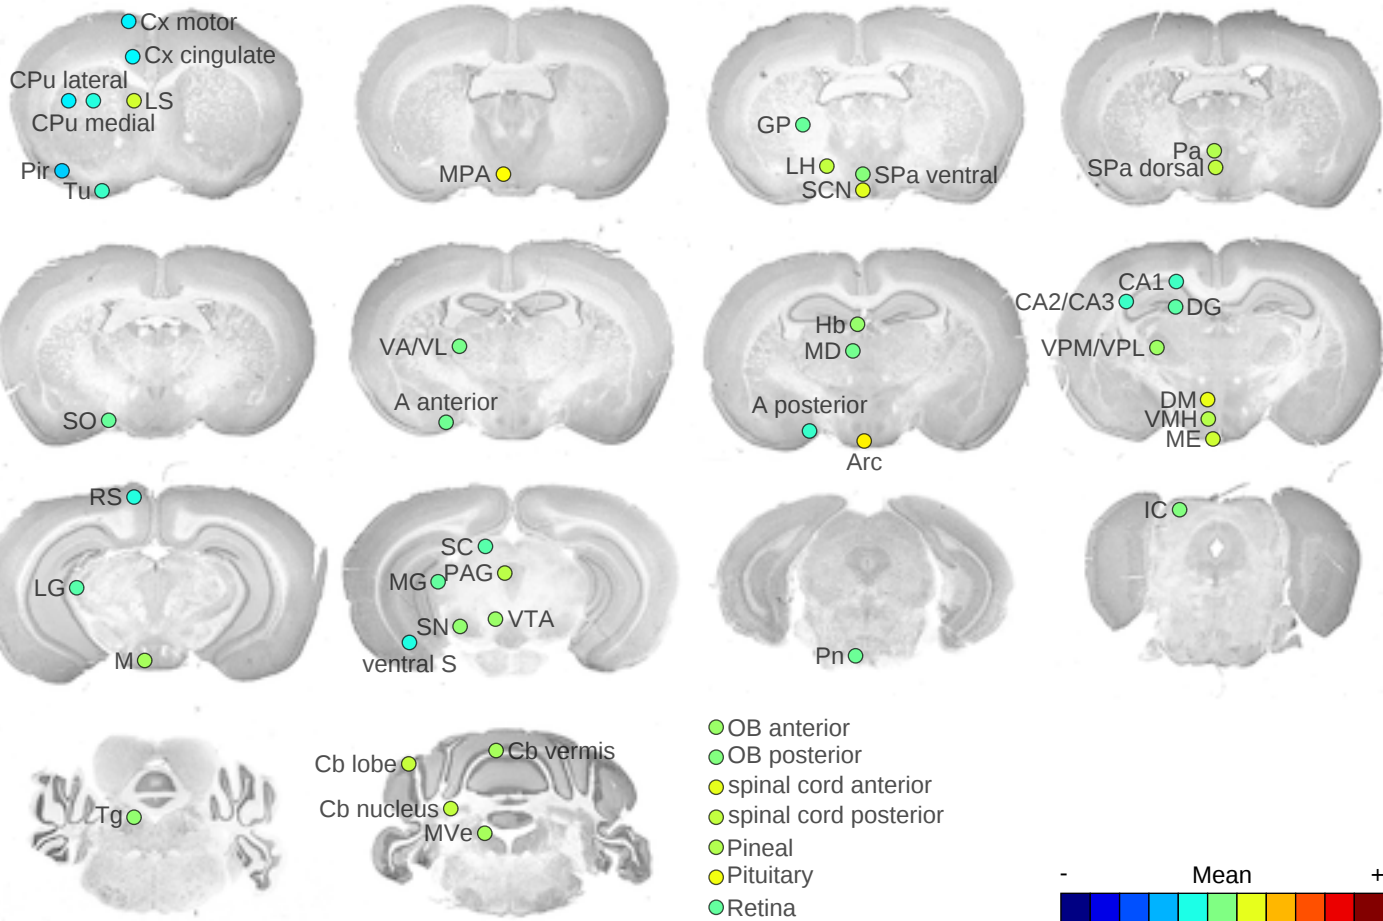 Cx motor
Cx cingulate
CPu lateral
LS
CPu medial
Pir
Tu
MPA
GP
LH
SPa ventral
SCN
Pa
SPa dorsal
SO
VA/VL
A anterior
Hb
MD
A posterior
Arc
CA1
CA2/CA3
DG
VPM/VPL
DM
VMH
ME
RS
LG
M
SC
PAG
MG
VTA
SN
ventral S
Pn
IC
Tg
Cb vermis
Cb lobe
Cb nucleus
MVe
OB anterior
OB posterior
spinal cord anterior
spinal cord posterior
Pineal
Pituitary
Retina
- Mean +